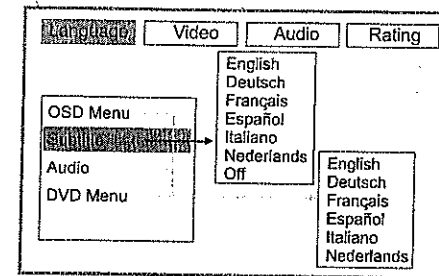 Language Video Audio Rating
OSD Menu
Subtitle
Audio
DVD Menu
English
Deutsch
Français
Español
Italiano
Nederlands
Off
English
Deutsch
Français
Español
Italiano
Nederlands